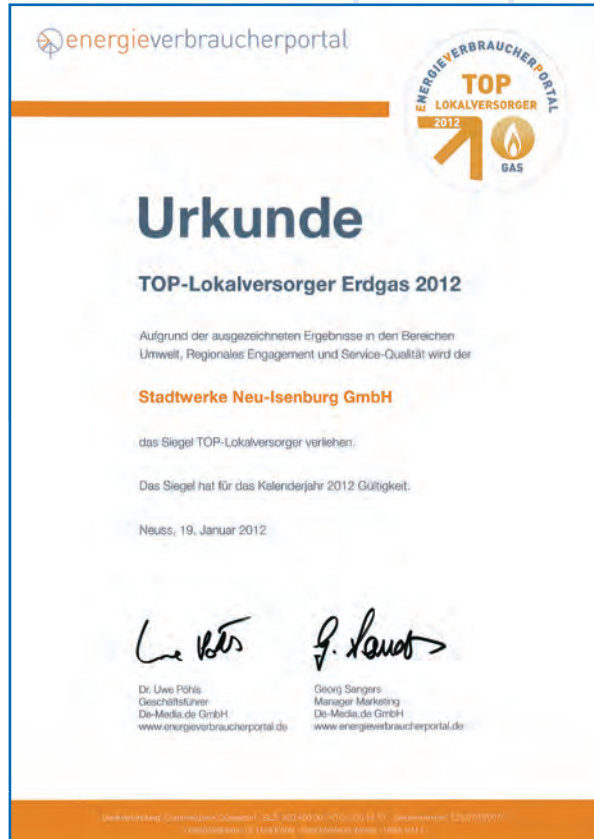 energieverbraucherportal
ENERGIEVERBRAUCHERPORTAL
TOP
LOKALVERSORGER
2012
GAS
Urkunde
TOP-Lokalversorger Erdgas 2012
Aufgrund der ausgezeichneten Ergebnisse in den Bereichen
Umwelt, Regionales Engagement und Service-Qualität wird der
Stadtwerke Neu-Isenburg GmbH
das Siegel TOP-Lokalversorger verliehen.
Das Siegel hat für das Kalenderjahr 2012 Gültigkeit.
Neuss, 19. Januar 2012
Dr. Uwe Pöhls
Geschäftsführer
De-Media.de GmbH
www.energieverbraucherportal.de
Georg Sangers
Manager Marketing
De-Media.de GmbH
www.energieverbraucherportal.de